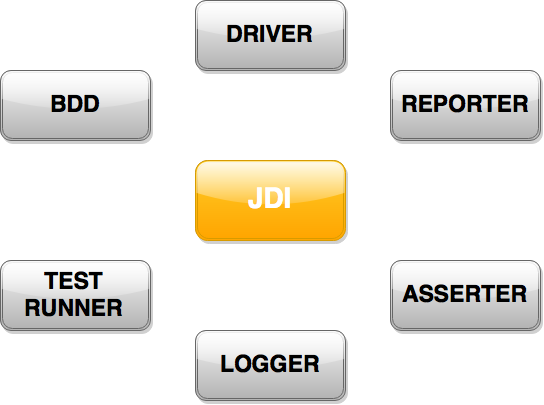 DRIVER
BDD
REPORTER
JDI
TEST
RUNNER
ASSERTER
LOGGER